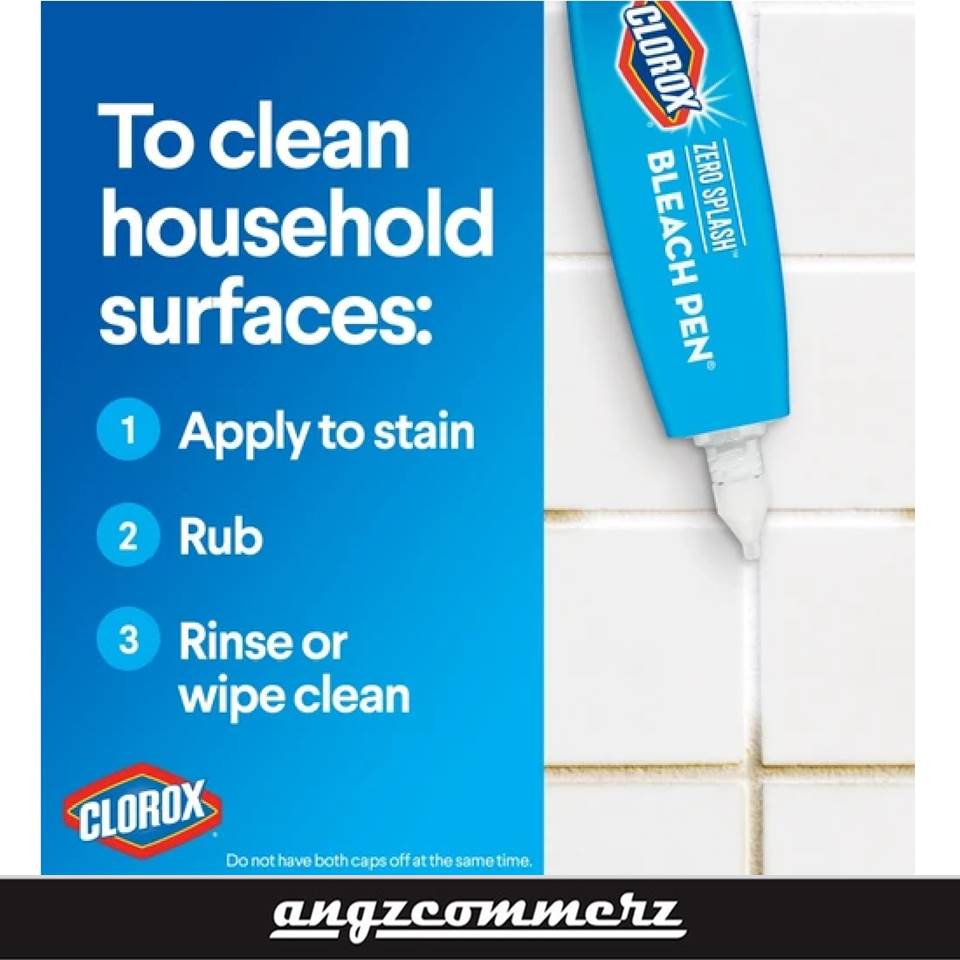 To clean
household
surfaces:
1 Apply to stain
2 Rub
3 Rinse or
wipe clean
CLOROX
Do not have both caps off at the same time.
CLOROX®
ZERO SPLASH™
BLEACH PEN®
angzcommerz